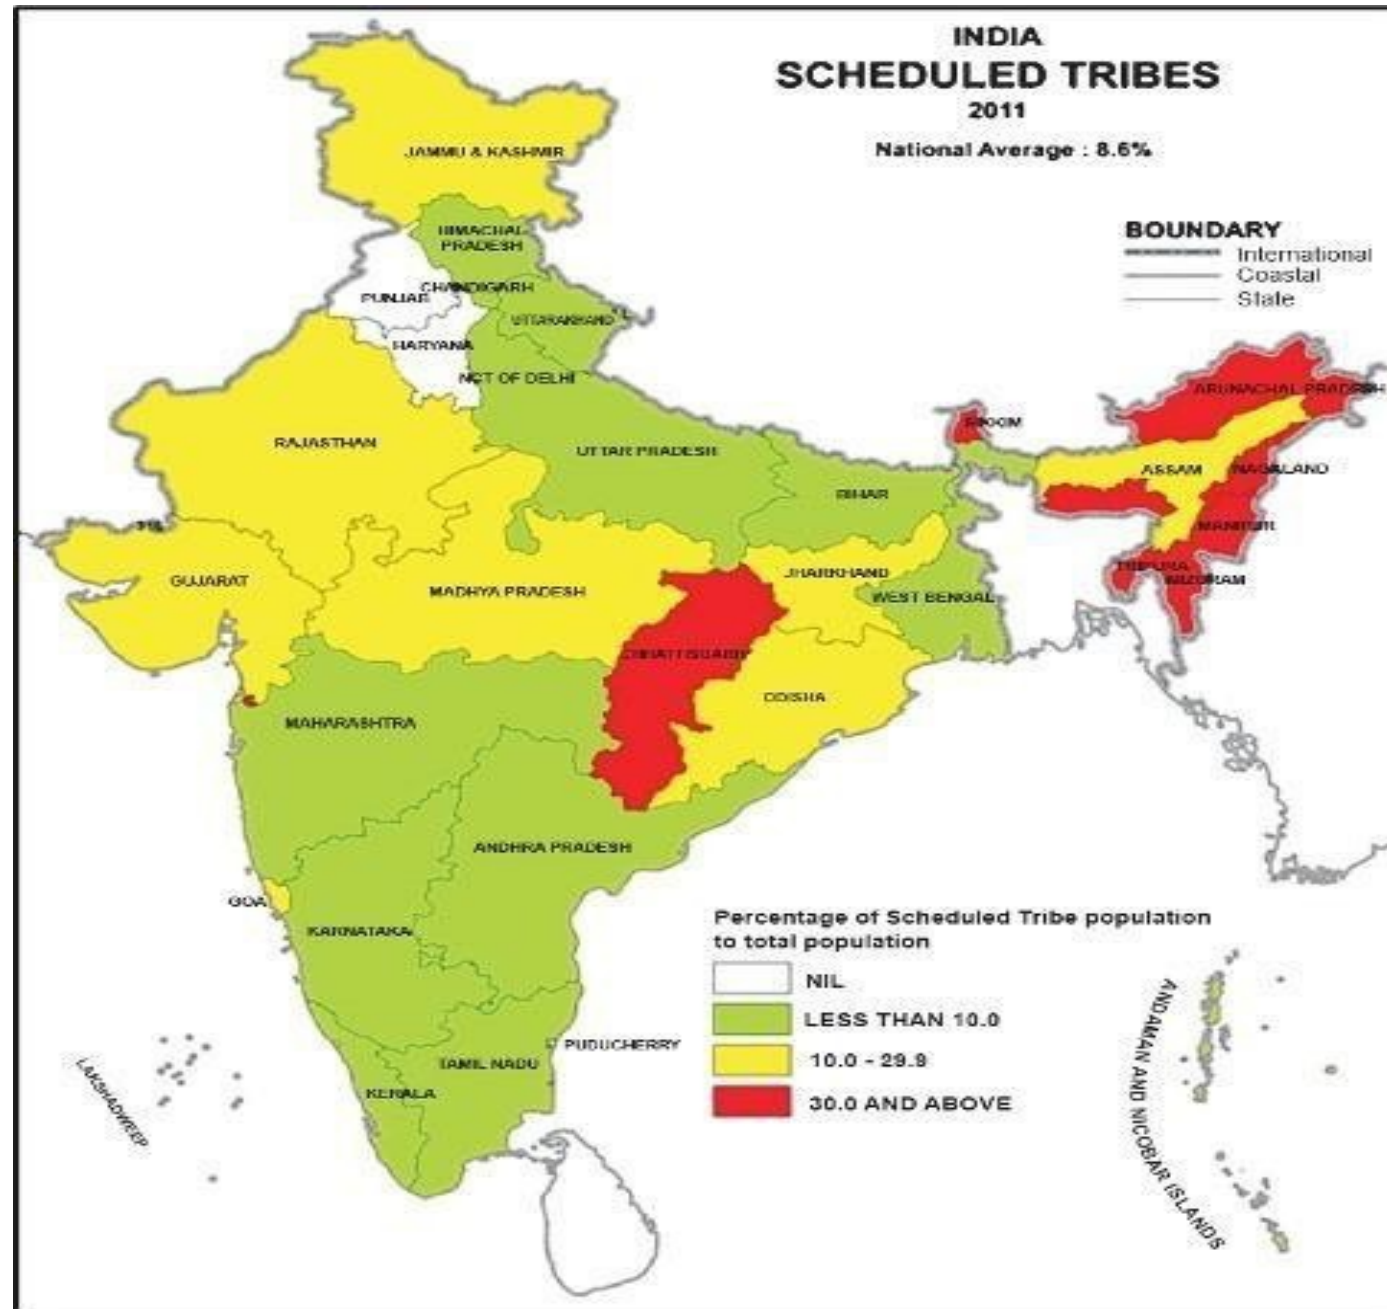 INDIA
SCHEDULED TRIBES
2011
National Average : 8.6%
JAMMU & KASHMIR
BOUNDARY
International
Coastal
State
HIMACHAL
PRADESH
CHANDIGARH
PUNJAB
UTTARAKHAND
HARYANA
NCT OF DELHI
ARUNACHAL PRADESH
SIKKIM
RAJASTHAN
UTTAR PRADESH
ASSAM
NAGALAND
BIHAR
MANIPUR
GUJARAT
MADHYA PRADESH
JHARKHAND
TRIPURA
MIZORAM
WEST BENGAL
CHHATTISGARH
ODISHA
MAHARASHTRA
ANDHRA PRADESH
GOA
KARNATAKA
Percentage of Scheduled Tribe population
to total population
NIL
LESS THAN 10.0
10.0 - 29.9
30.0 AND ABOVE
PUDUCHERRY
TAMIL NADU
KERALA
LAKSHADWEEP
ANDAMAN AND NICOBAR ISLANDS